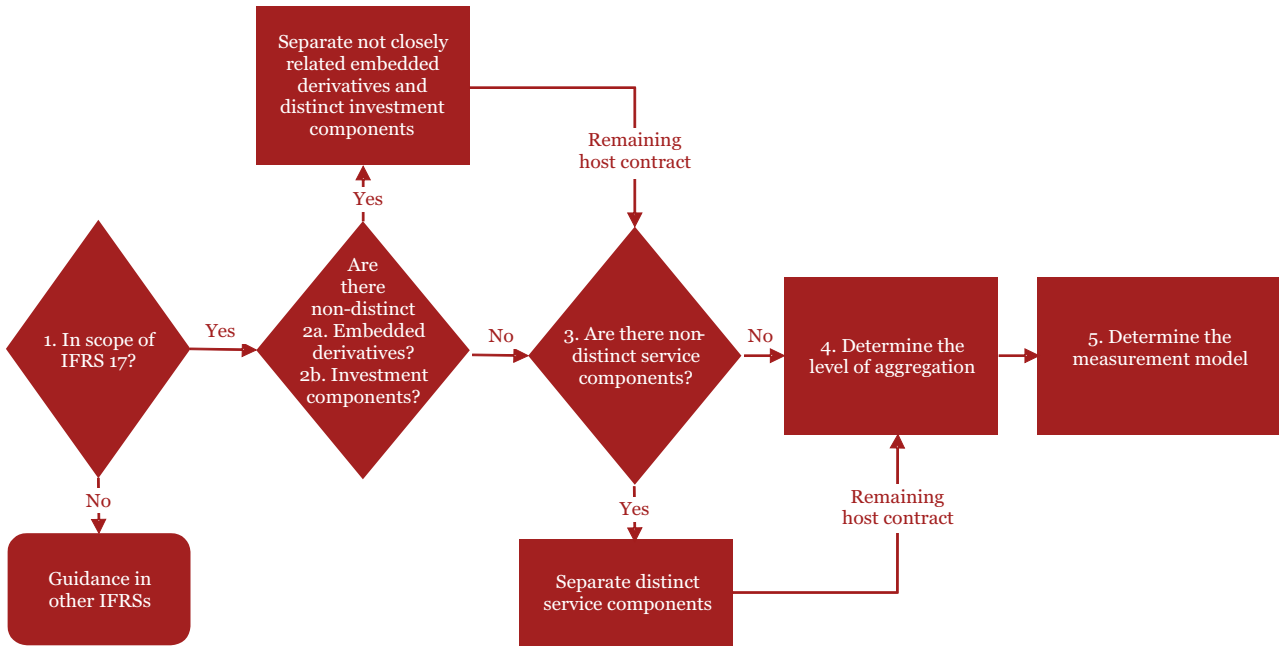 Separate not closely
related embedded
derivatives and
distinct investment
components
Remaining
host contract
Yes
1. In scope of
IFRS 17?
Yes
Are
there
non-distinct
2a. Embedded
derivatives?
2b. Investment
components?
No
3. Are there non-
distinct service
components?
No
4. Determine the
level of aggregation
5. Determine the
measurement model
No
Guidance in
other IFRSs
Yes
Separate distinct
service components
Remaining
host contract